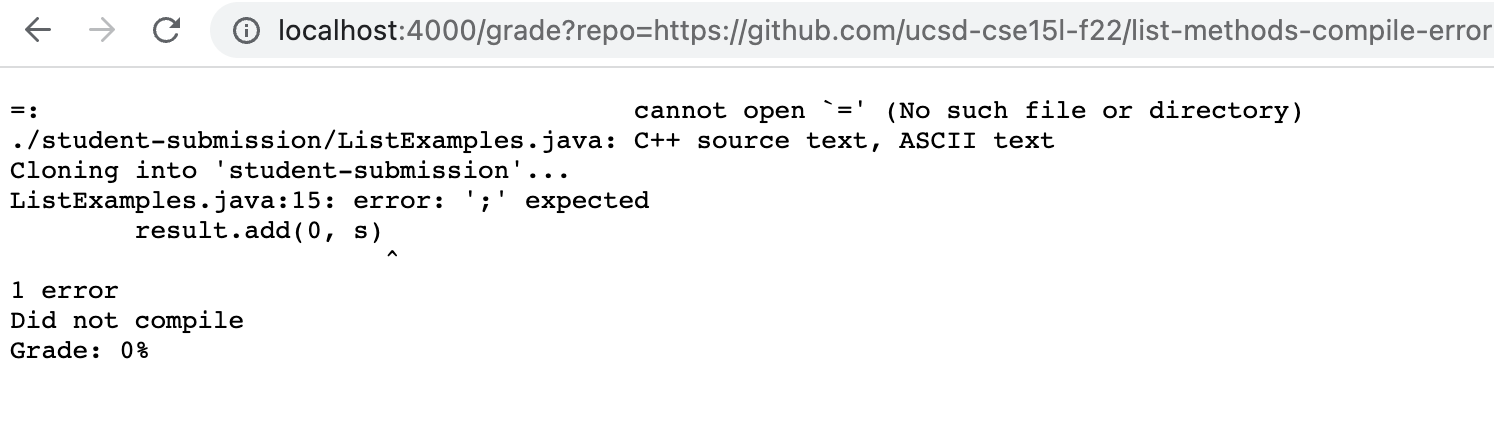 localhost:4000/grade?repo=https://github.com/ucsd-cse15l-f22/list-methods-compile-error
=:                                      cannot open `=' (No such file or directory)
./student-submission/ListExamples.java: C++ source text, ASCII text
Cloning into 'student-submission'...
ListExamples.java:15: error: ';' expected
        result.add(0, s)
                        ^
1 error
Did not compile
Grade: 0%